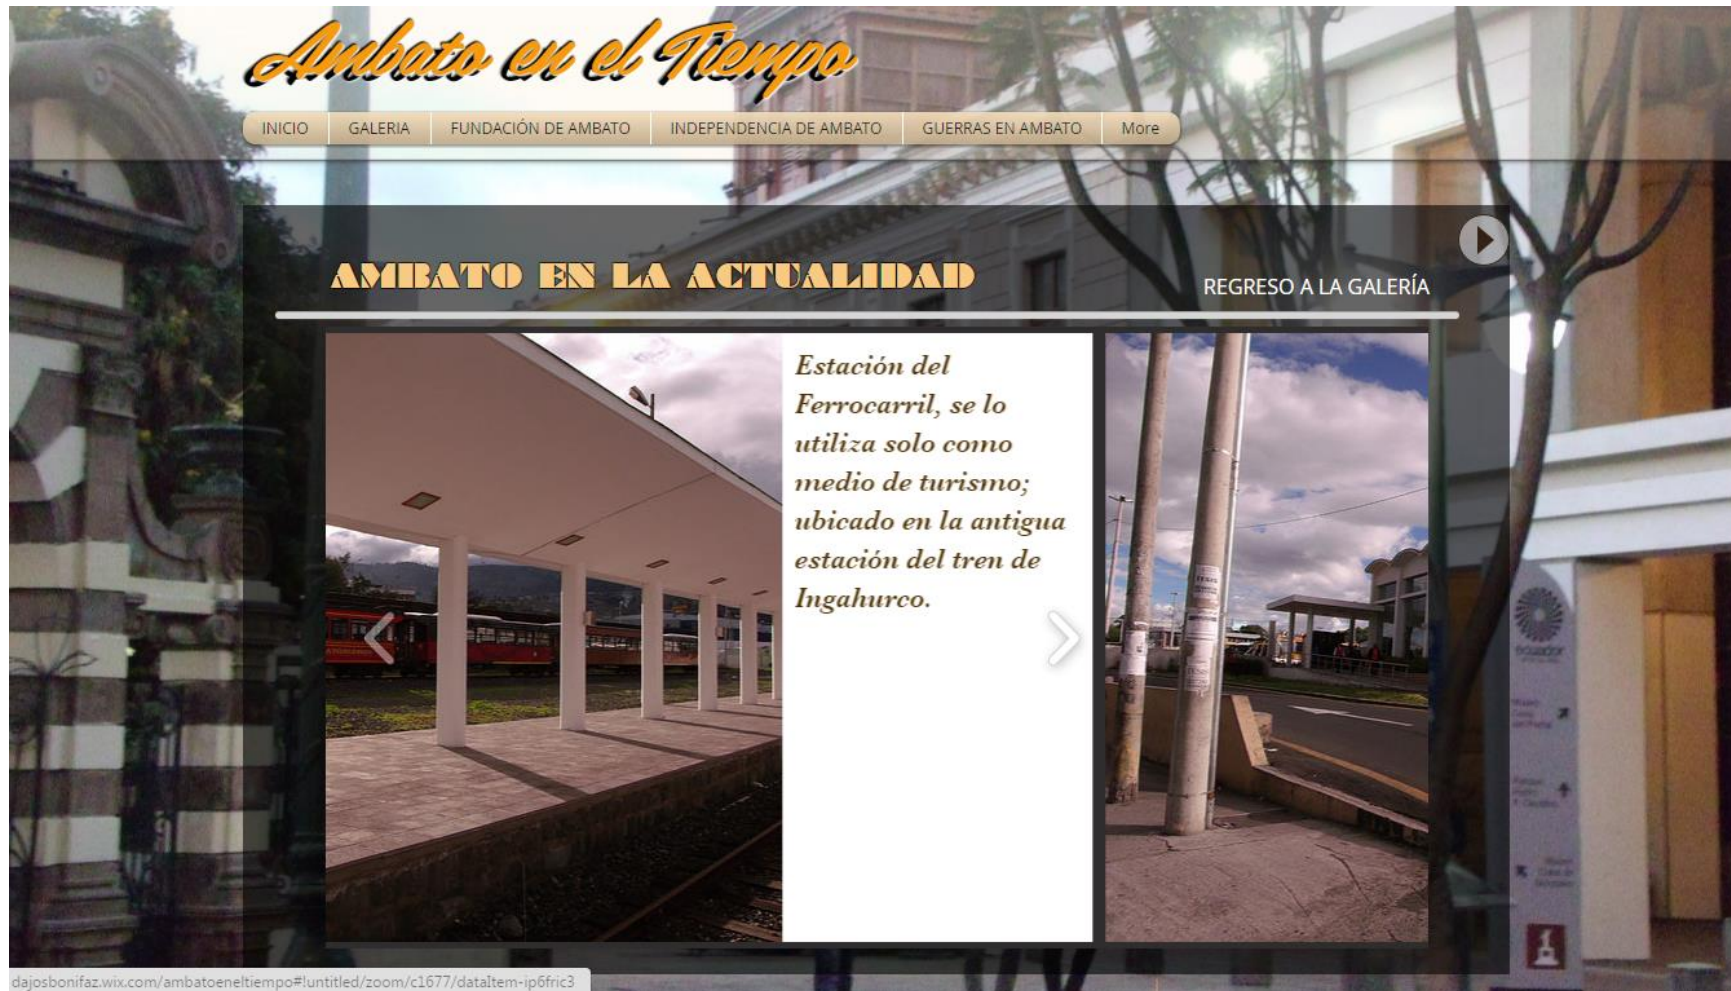 Ambato en el Tiempo
INICIO GALERIA FUNDACIÓN DE AMBATO INDEPENDENCIA DE AMBATO GUERRAS EN AMBATO More
AMBATO EN LA ACTUALIDAD
REGRESO A LA GALERÍA
Estación del
Ferrocarril, se lo
utiliza solo como
medio de turismo;
ubicado en la antigua
estación del tren de
Ingahurco.
ecuador
dajosbonifaz.wix.com/ambatoeneltiempo#!untitled/zoom/c1677/dataItem-ip6fric3